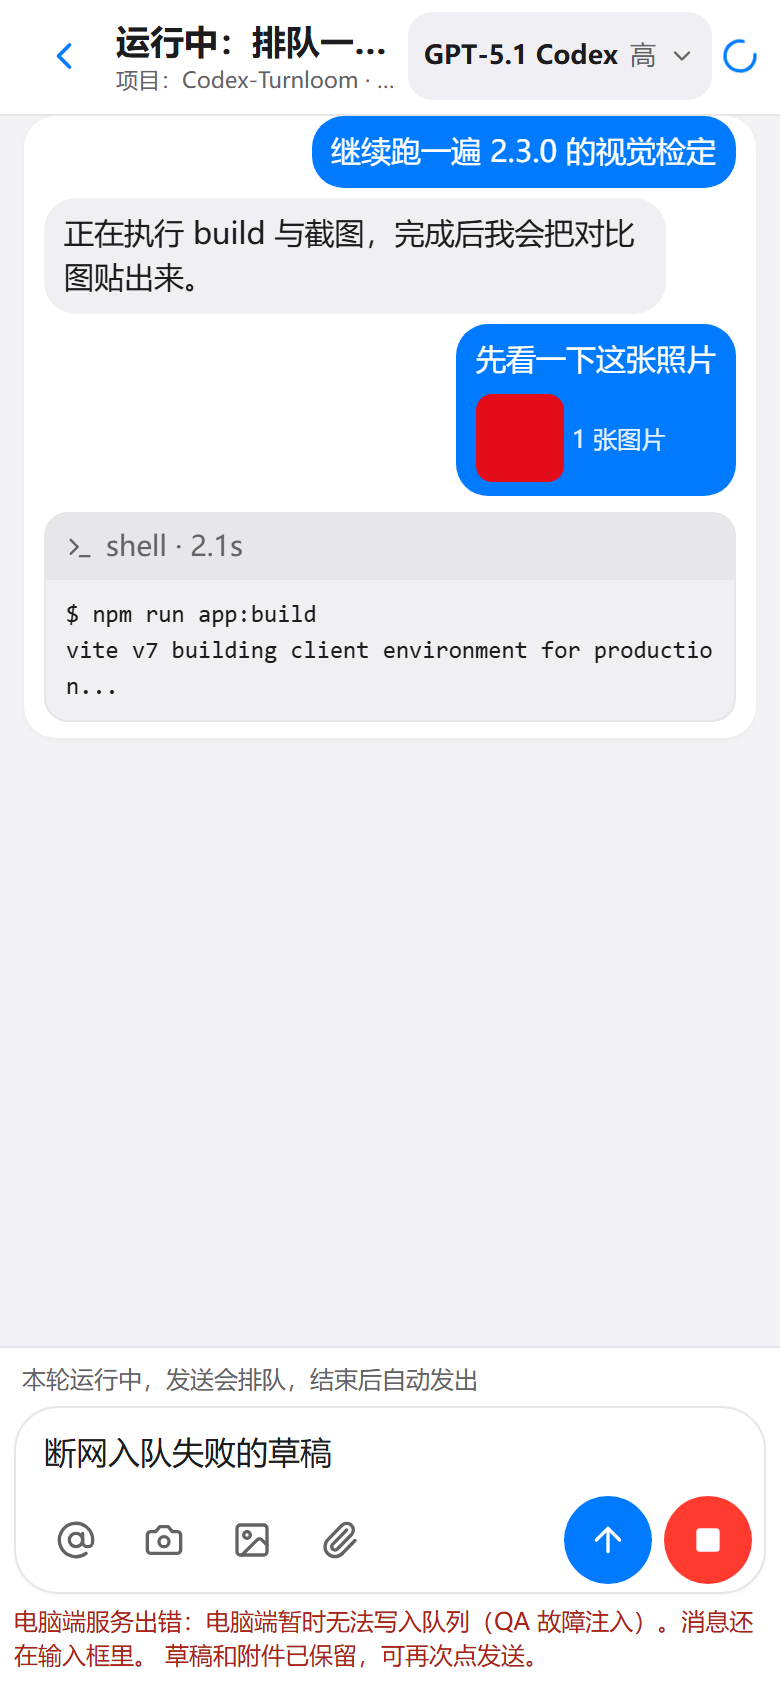 运行中：排队一...
项目：Codex-Turnloom · ...
GPT-5.1 Codex 高
继续跑一遍 2.3.0 的视觉检定
正在执行 build 与截图，完成后我会把对比
图贴出来。
先看一下这张照片
1 张图片
>_ shell · 2.1s
$ npm run app:build
vite v7 building client environment for productio
n...
本轮运行中，发送会排队，结束后自动发出
断网入队失败的草稿
电脑端服务出错：电脑端暂时无法写入队列（QA 故障注入）。消息还
在输入框里。 草稿和附件已保留，可再次点发送。